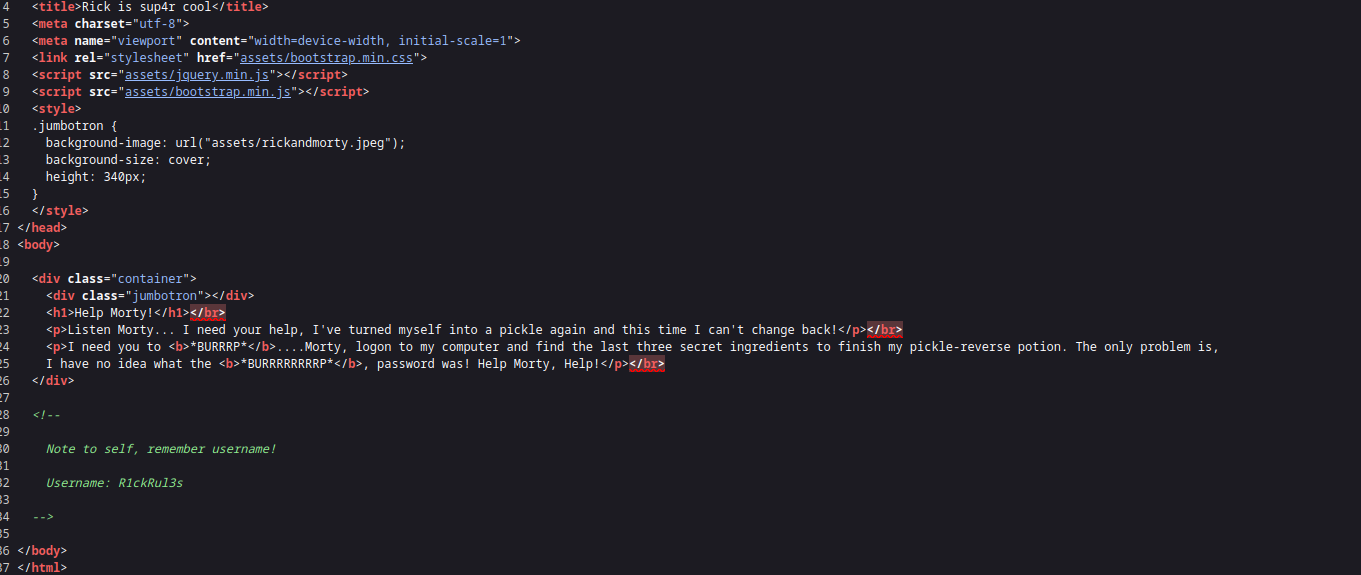 4 <title>Rick is sup4r cool</title>
5 <meta charset="utf-8">
6 <meta name="viewport" content="width=device-width, initial-scale=1">
7 <link rel="stylesheet" href="assets/bootstrap.min.css">
8 <script src="assets/jquery.min.js"></script>
9 <script src="assets/bootstrap.min.js"></script>
10 <style>
11 .jumbotron {
12 background-image: url("assets/rickandmorty.jpeg");
13 background-size: cover;
14 height: 340px;
15 }
16 </style>
17 </head>
18 <body>
19
20 <div class="container">
21 <div class="jumbotron"></div>
22 <h1>Help Morty!</h1></br>
23 <p>Listen Morty... I need your help, I've turned myself into a pickle again and this time I can't change back!</p></br>
24 <p>I need you to <b>*BURRRP*</b>....Morty, logon to my computer and find the last three secret ingredients to finish my pickle-reverse potion. The only problem is,
25 I have no idea what the <b>*BURRRRRRRRP*</b>, password was! Help Morty, Help!</p></br>
26 </div>
27
28 <!--
29
30 Note to self, remember username!
31
32 Username: R1ckRul3s
33
34 -->
35
36 </body>
37 </html>